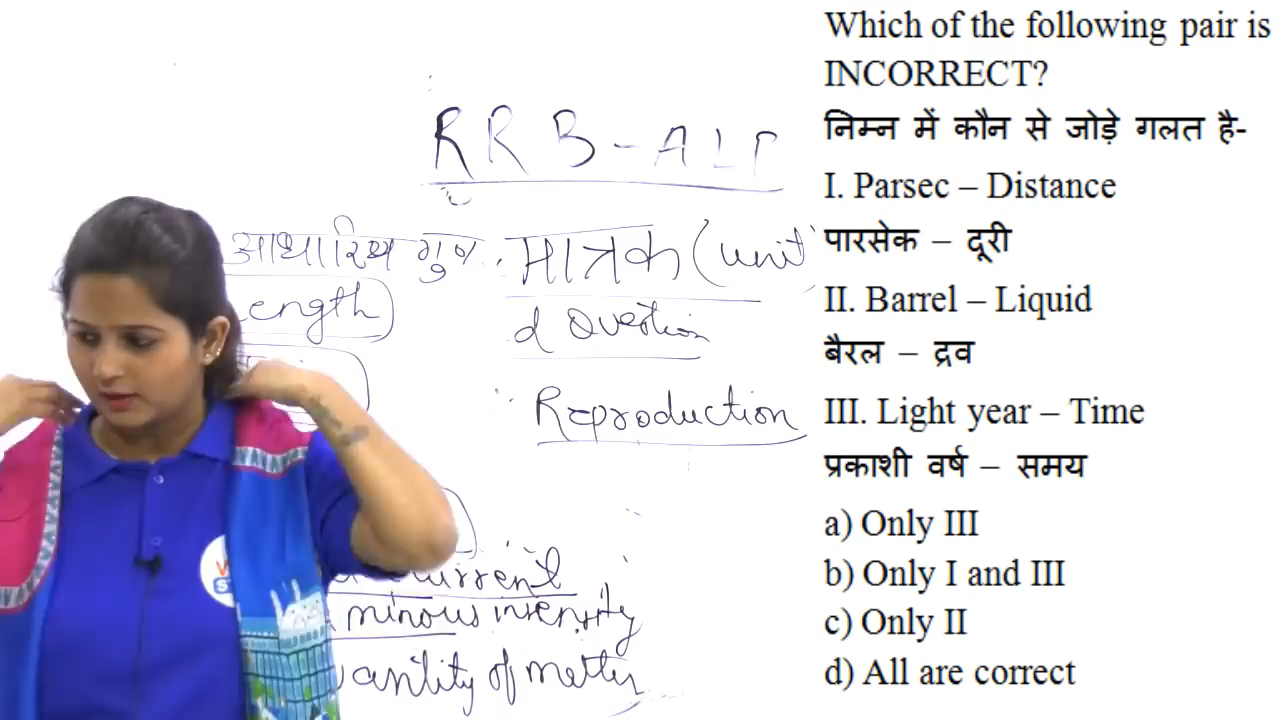 RRB-ALP
आधारिय गुण
मात्रक (unit)
ength)
d Question
Reproduction
current
minous intensity
uantity of matter
Which of the following pair is
INCORRECT?
निम्न में कौन से जोड़े गलत है-
I. Parsec – Distance
पारसेक – दूरी
II. Barrel – Liquid
बैरल – द्रव
III. Light year – Time
प्रकाशी वर्ष – समय
a) Only III
b) Only I and III
c) Only II
d) All are correct